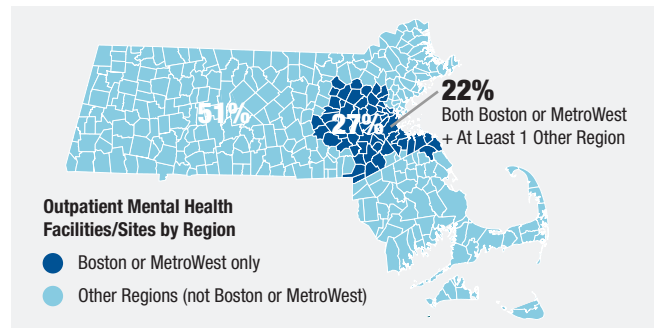 51%
27%
22%
Both Boston or MetroWest
+ At Least 1 Other Region
Outpatient Mental Health
Facilities/Sites by Region
Boston or MetroWest only
Other Regions (not Boston or MetroWest)